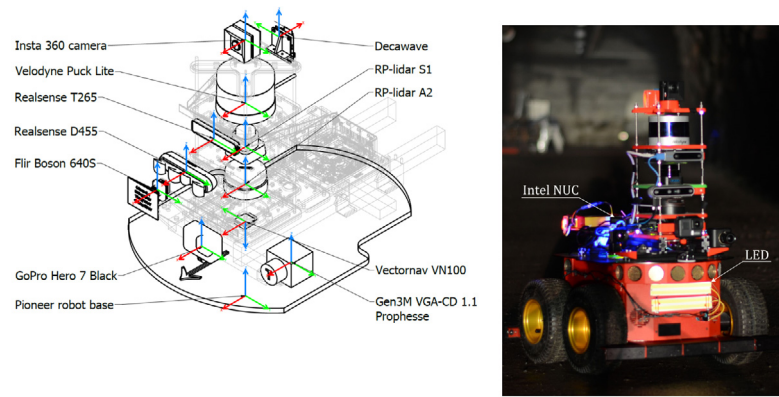 Insta 360 camera
Velodyne Puck Lite
Realsense T265
Realsense D455
Flir Boson 640S
GoPro Hero 7 Black
Pioneer robot base
Decawave
RP-lidar S1
RP-lidar A2
Vectornav VN100
Gen3M VGA-CD 1.1
Prophesse
Intel NUC
LED